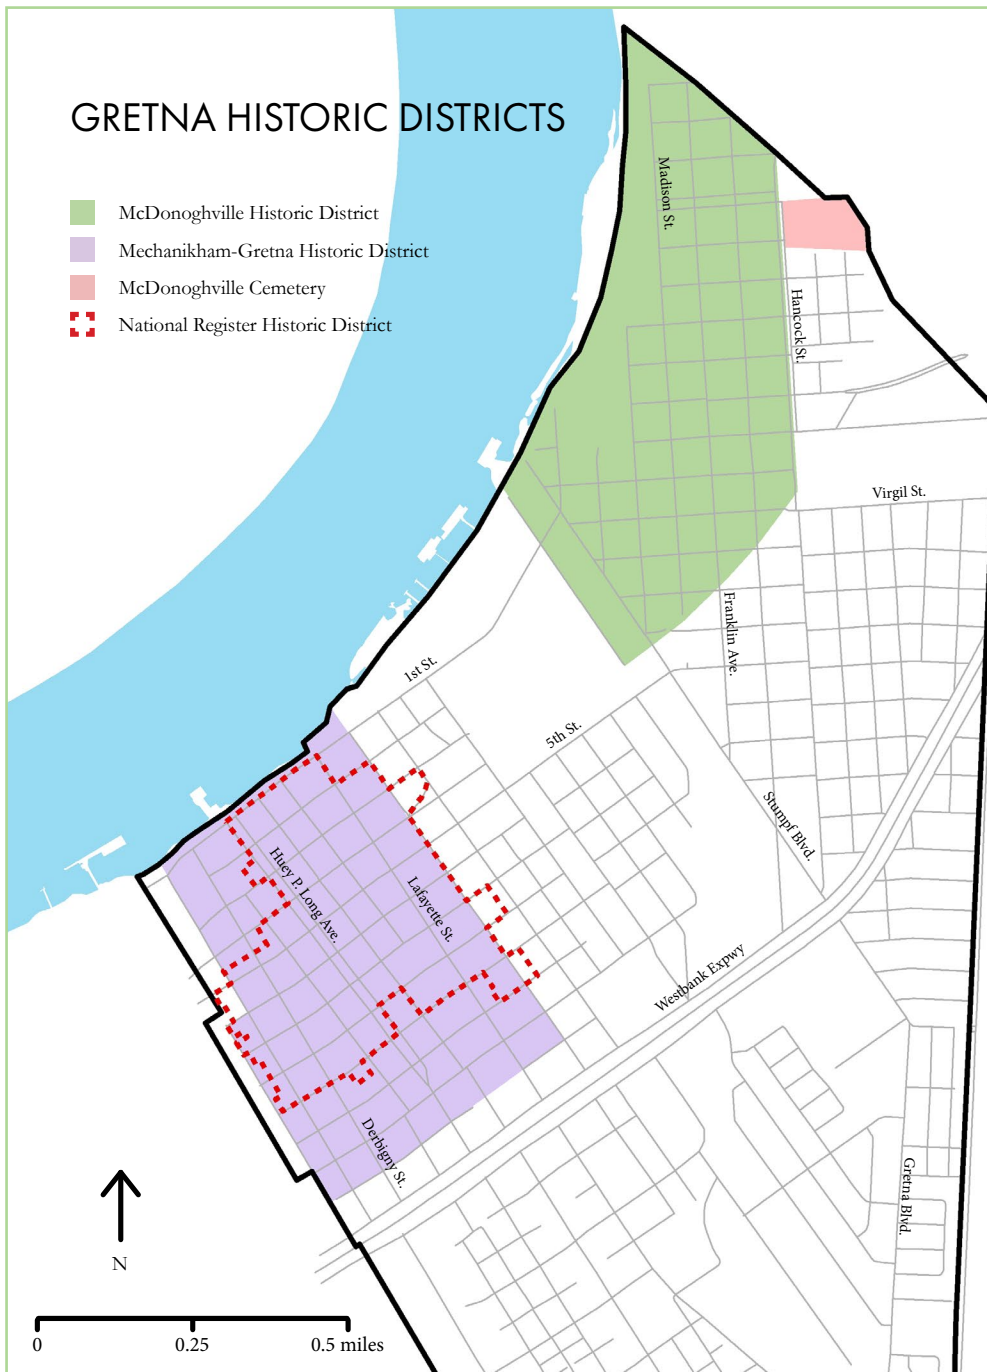 GRETNA HISTORIC DISTRICTS
McDonoghville Historic District
Mechanikham-Gretna Historic District
McDonoghville Cemetery
National Register Historic District
Madison St.
Hancock St.
Virgil St.
Franklin Ave.
1st St.
5th St.
Stumpf Blvd.
Huey P. Long Ave.
Lafayette St.
Westbank Expwy
Derbigny St.
Gretna Blvd.
N
0 0.25 0.5 miles